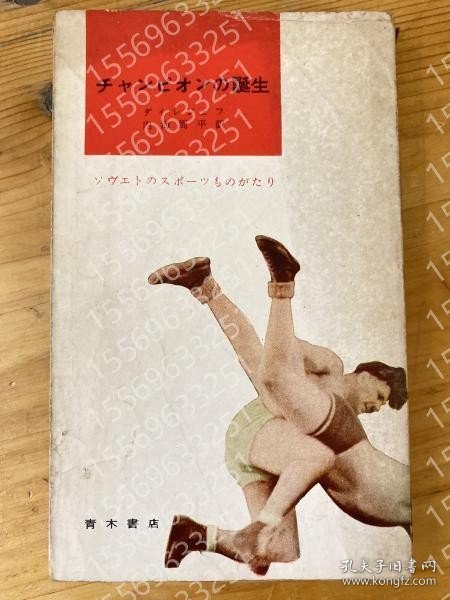 チャンピオンの誕生
ソヴエトのスポーツものがたり
青木書店
15569633251
孔夫子旧书网
www.kongfz.com